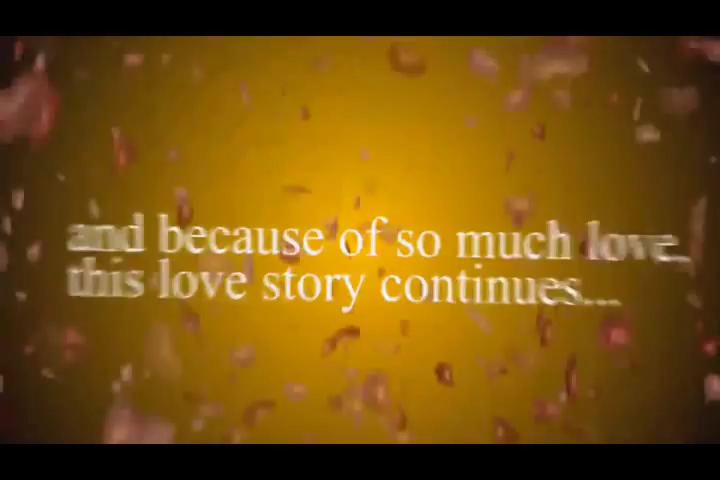 and because of so much love,
this love story continues...